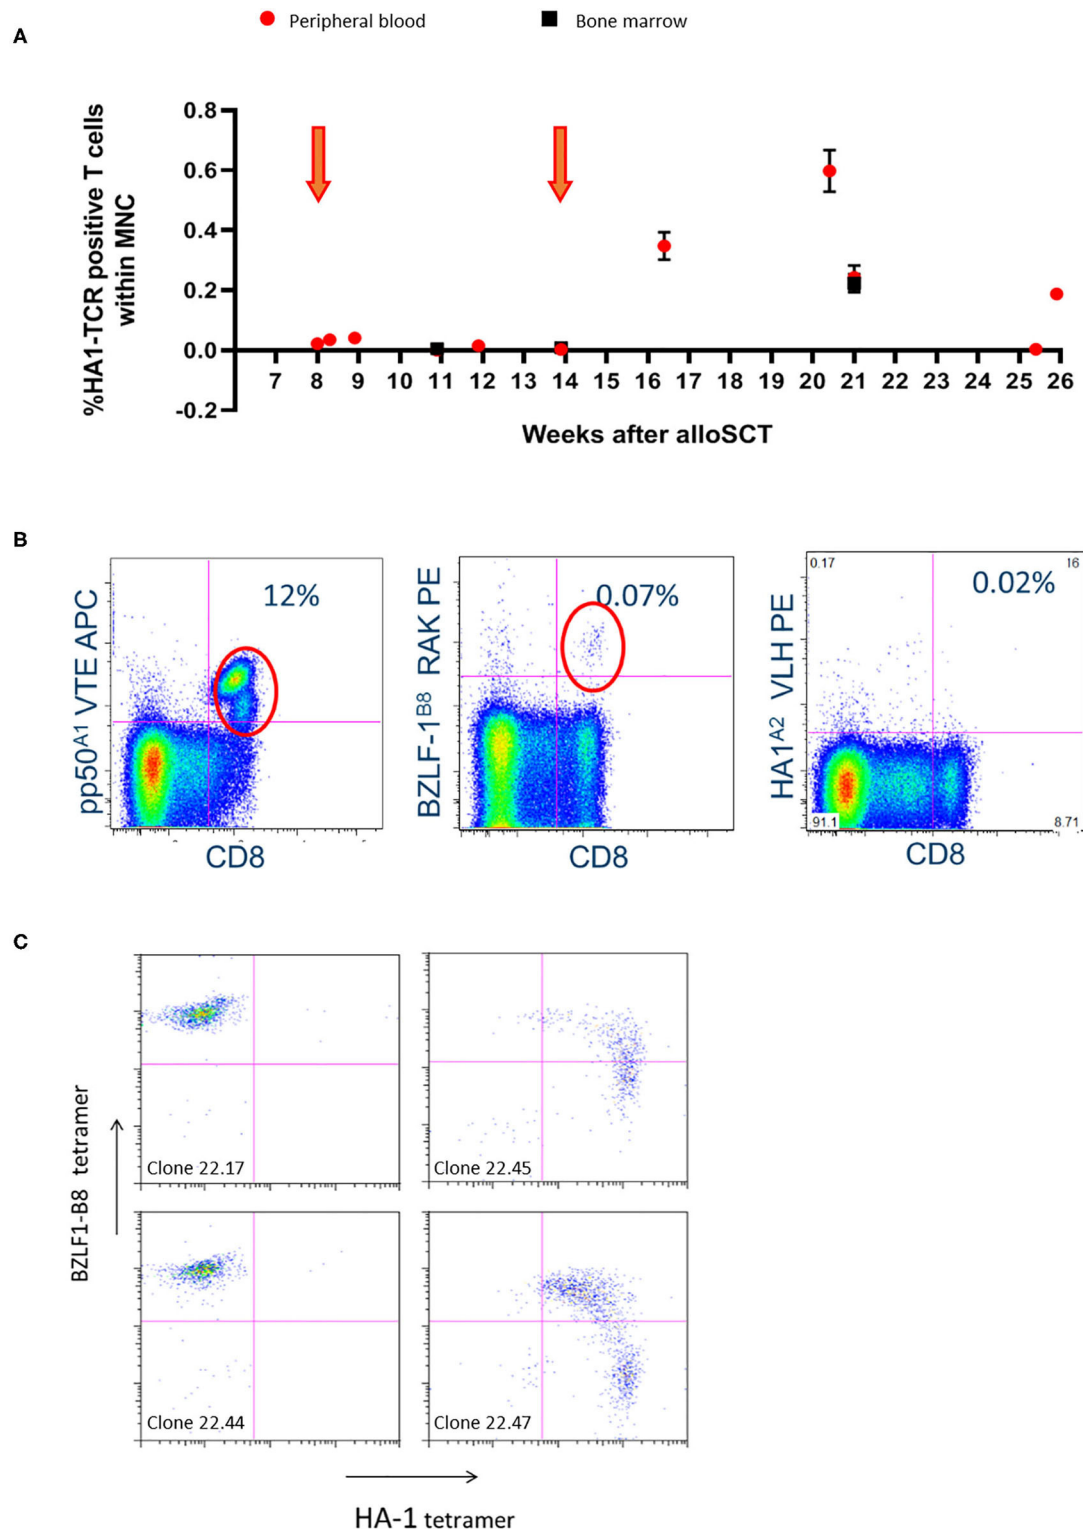 Peripheral blood
Bone marrow
A
%HA1-TCR positive T cells
within MNC
0.8
0.6
0.4
0.2
0.0
-0.2
7 8 9 10 11 12 13 14 15 16 17 18 19 20 21 22 23 24 25 26
Weeks after alloSCT
B
pp50A1 VTE APC
12%
CD8
BZLF-1B8 RAK PE
0.07%
CD8
HA1A2 VLH PE
0.17
16
0.02%
91.1
8.71
CD8
C
BZLF1-B8 tetramer
Clone 22.17
Clone 22.45
Clone 22.44
Clone 22.47
HA-1 tetramer